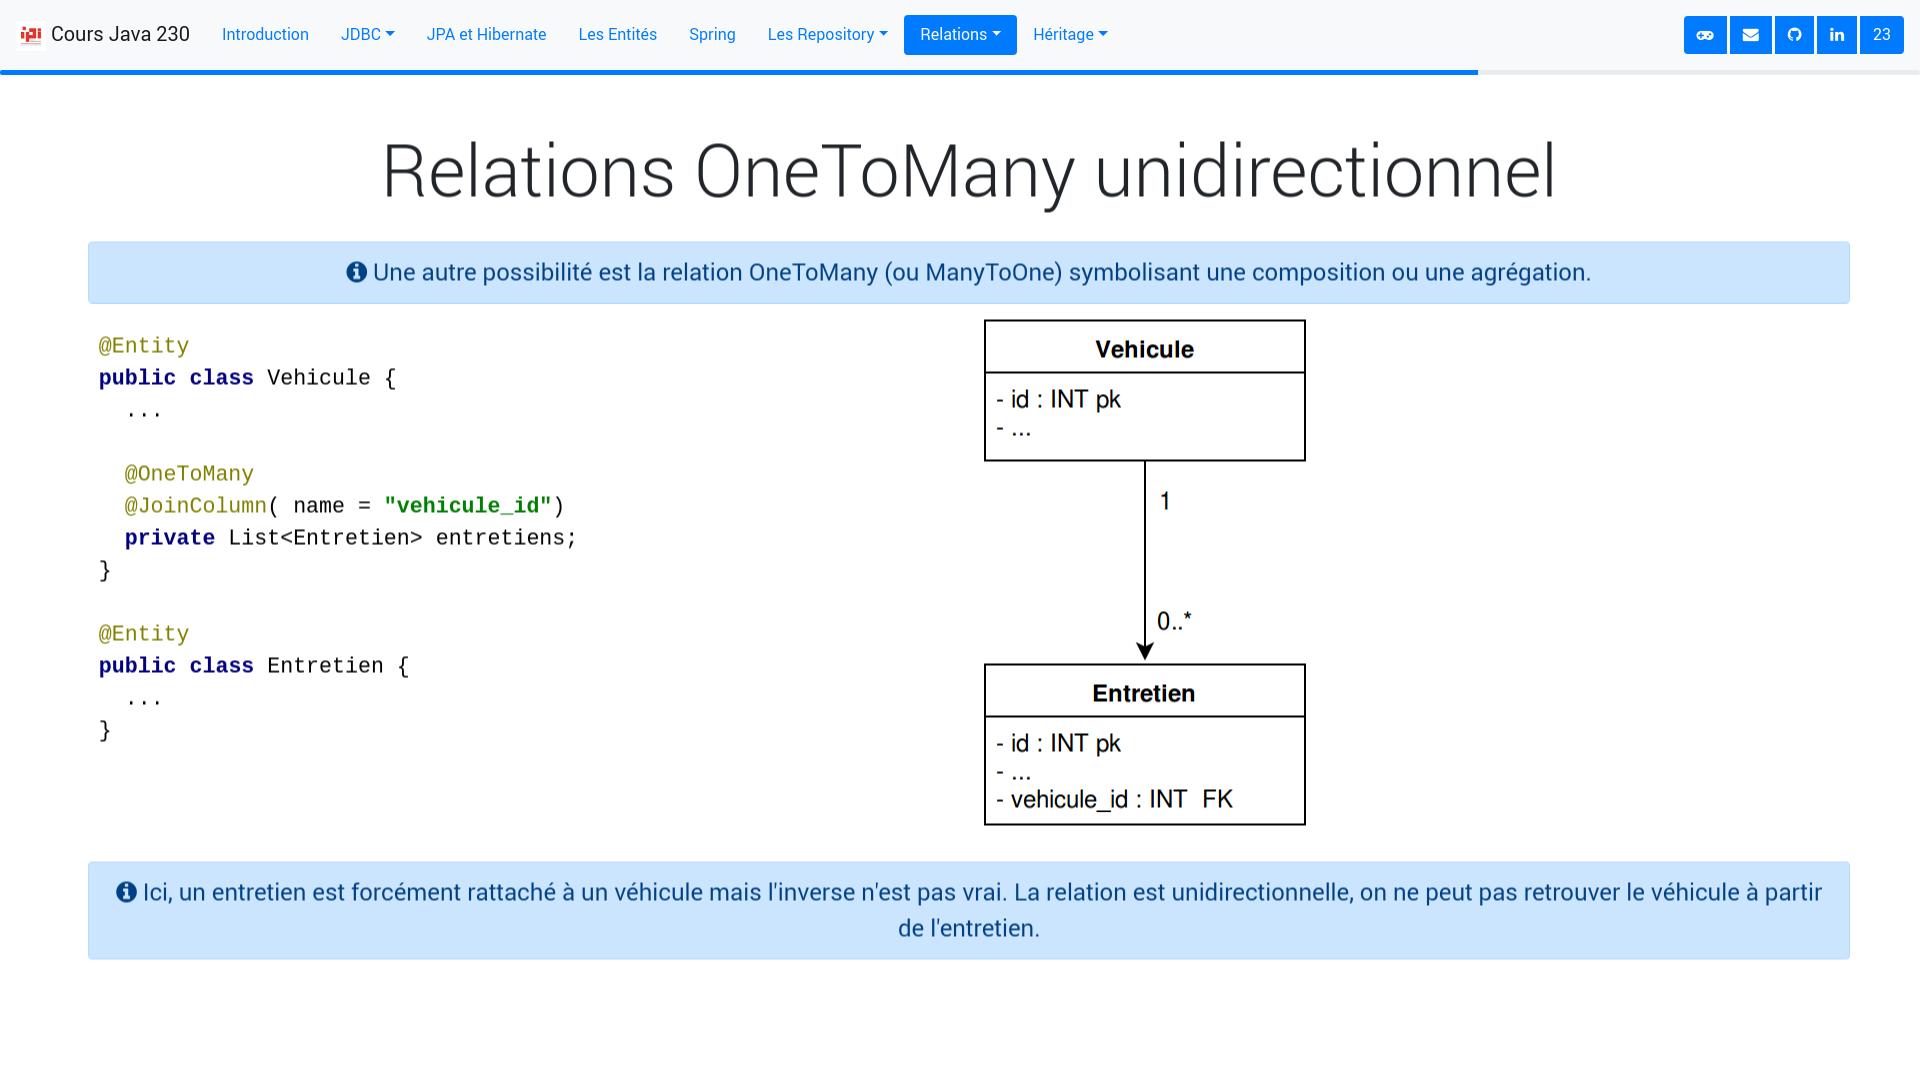 Cours Java 230 Introduction JDBC JPA et Hibernate Les Entités Spring Les Repository Relations Héritage 23
Relations OneToMany unidirectionnel
Une autre possibilité est la relation OneToMany (ou ManyToOne) symbolisant une composition ou une agrégation.
@Entity
public class Vehicule {
...
@OneToMany
@JoinColumn( name = "vehicule_id")
private List<Entretien> entretiens;
}
@Entity
public class Entretien {
...
}
Vehicule
- id : INT pk
- ...
1
0..*
Entretien
- id : INT pk
- ...
- vehicule_id : INT FK
Ici, un entretien est forcément rattaché à un véhicule mais l'inverse n'est pas vrai. La relation est unidirectionnelle, on ne peut pas retrouver le véhicule à partir
de l'entretien.